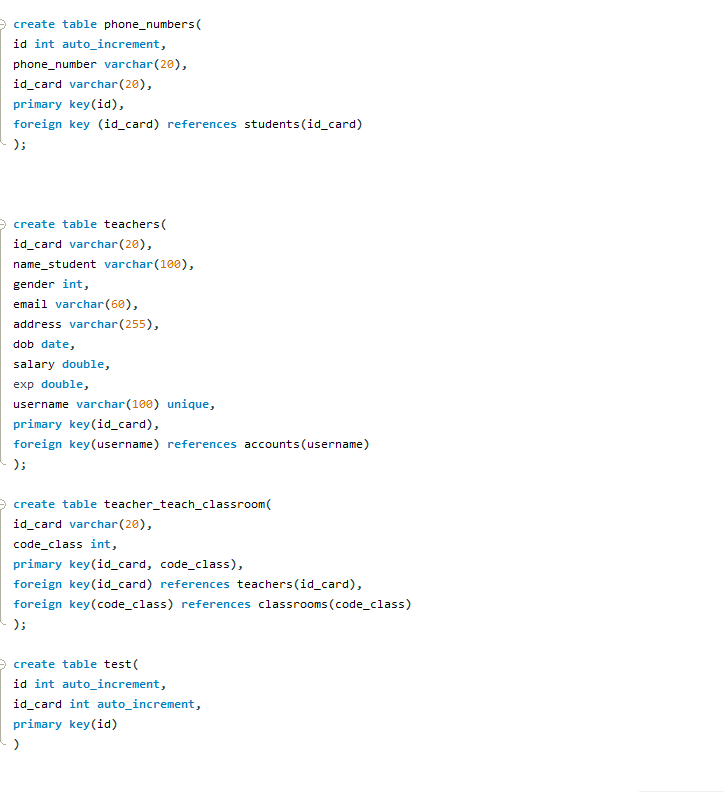 create table phone_numbers(
id int auto_increment,
phone_number varchar(20),
id_card varchar(20),
primary key(id),
foreign key (id_card) references students(id_card)
);
create table teachers(
id_card varchar(20),
name_student varchar(100),
gender int,
email varchar(60),
address varchar(255),
dob date,
salary double,
exp double,
username varchar(100) unique,
primary key(id_card),
foreign key(username) references accounts(username)
);
create table teacher_teach_classroom(
id_card varchar(20),
code_class int,
primary key(id_card, code_class),
foreign key(id_card) references teachers(id_card),
foreign key(code_class) references classrooms(code_class)
);
create table test(
id int auto_increment,
id_card int auto_increment,
primary key(id)
)